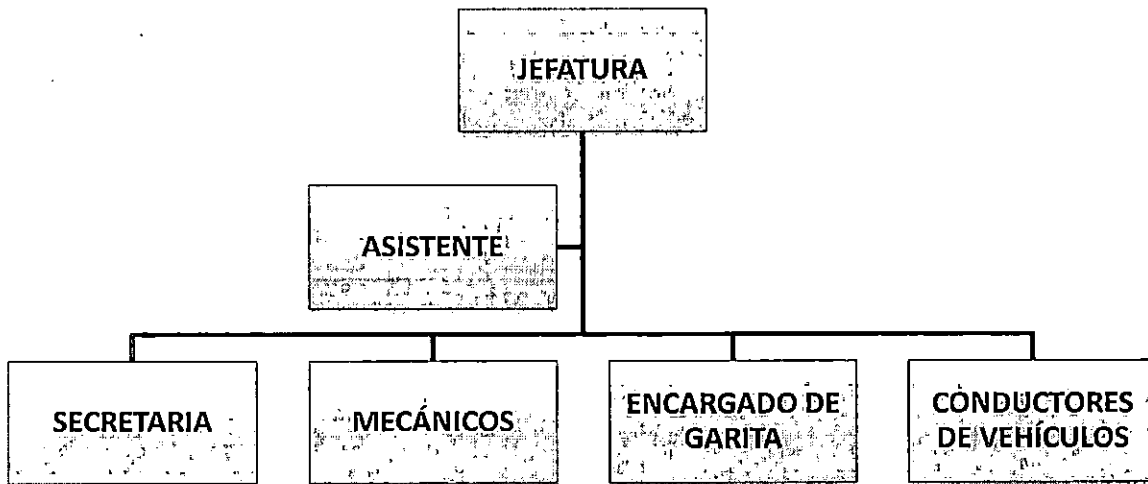 JEFATURA
ASISTENTE
SECRETARIA
MECÁNICOS
ENCARGADO DE
GARITA
CONDUCTORES
DE VEHÍCULOS